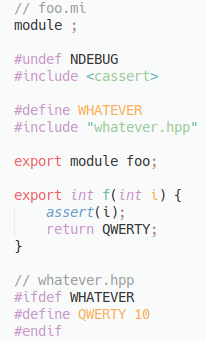 // foo.mi
module ;
#undef NDEBUG
#include <cassert>
#define WHATEVER
#include "whatever.hpp"
export module foo;
export int f(int i) {
    assert(i);
    return QWERTY;
}
// whatever.hpp
#ifdef WHATEVER
#define QWERTY 10
#endif